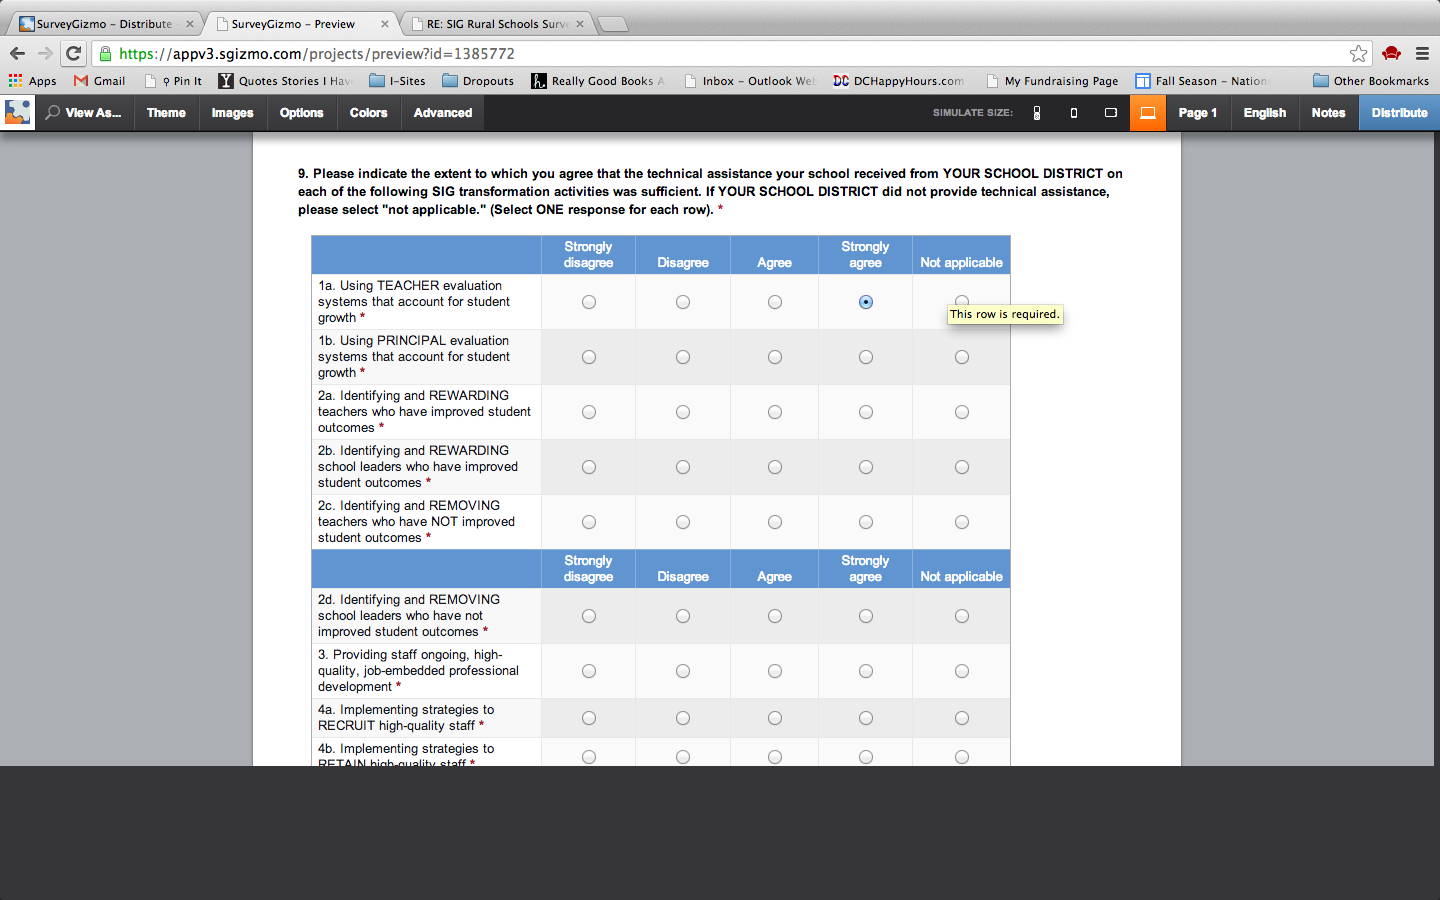 SurveyGizmo – Distribute
SurveyGizmo – Preview
RE: SIG Rural Schools Surve
https://appv3.sgizmo.com/projects/preview?id=1385772
Apps
Gmail
Pin It
Quotes Stories I Hav
I-Sites
Dropouts
Really Good Books A
Inbox – Outlook We
DCHappyHours.com
My Fundraising Page
Fall Season – Nation
Other Bookmarks
View As...
Theme
Images
Options
Colors
Advanced
SIMULATE SIZE:
Page 1
English
Notes
Distribute
9. Please indicate the extent to which you agree that the technical assistance your school received from YOUR SCHOOL DISTRICT on
each of the following SIG transformation activities was sufficient. If YOUR SCHOOL DISTRICT did not provide technical assistance,
please select "not applicable." (Select ONE response for each row). *
Strongly disagree Disagree Agree Strongly agree Not applicable
1a. Using TEACHER evaluation
systems that account for student
growth *
This row is required.
1b. Using PRINCIPAL evaluation
systems that account for student
growth *
2a. Identifying and REWARDING
teachers who have improved student
outcomes *
2b. Identifying and REWARDING
school leaders who have improved
student outcomes *
2c. Identifying and REMOVING
teachers who have NOT improved
student outcomes *
Strongly disagree Disagree Agree Strongly agree Not applicable
2d. Identifying and REMOVING
school leaders who have not
improved student outcomes *
3. Providing staff ongoing, high-
quality, job-embedded professional
development *
4a. Implementing strategies to
RECRUIT high-quality staff *
4b. Implementing strategies to
RETAIN high-quality staff *